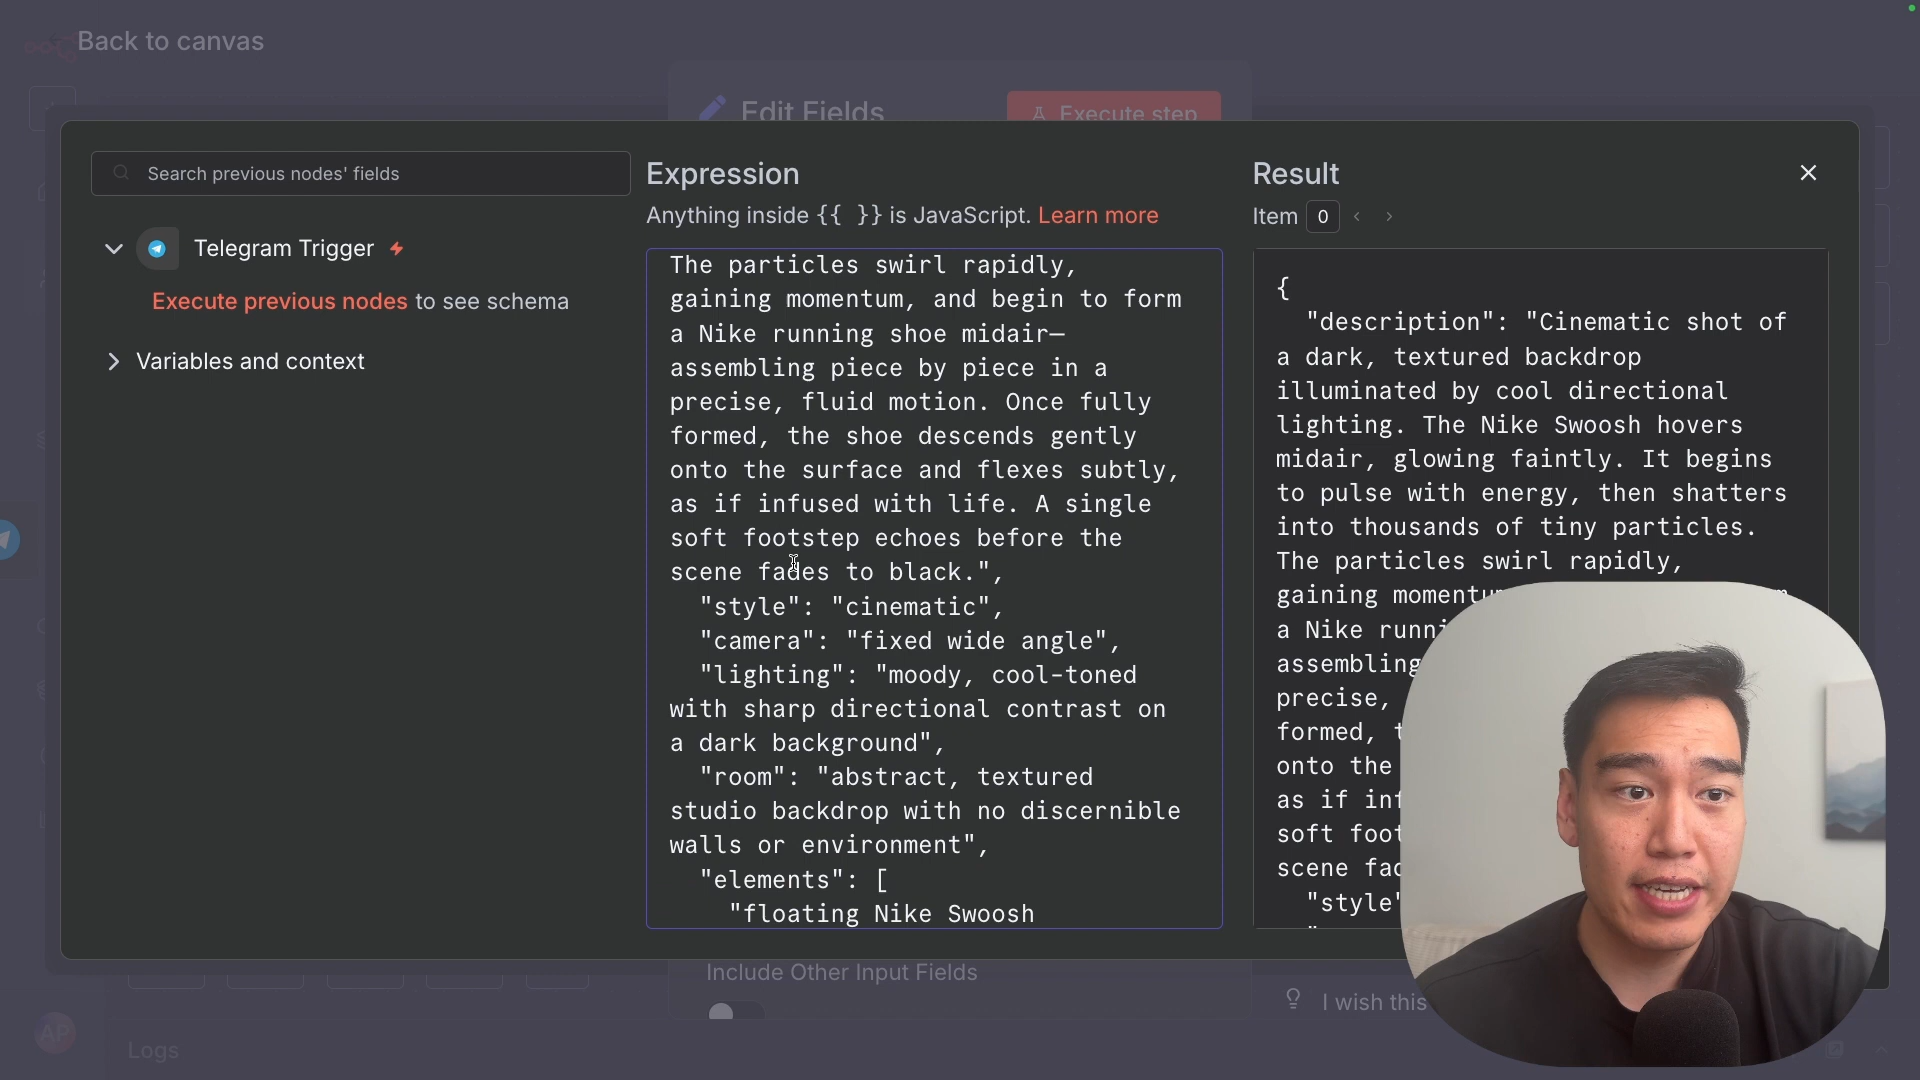 Back to canvas
Edit Fields
Execute step
Search previous nodes' fields
Telegram Trigger
Execute previous nodes to see schema
Variables and context
Expression
Anything inside {{ }} is JavaScript. Learn more
The particles swirl rapidly,
gaining momentum, and begin to form
a Nike running shoe midair—
assembling piece by piece in a
precise, fluid motion. Once fully
formed, the shoe descends gently
onto the surface and flexes subtly,
as if infused with life. A single
soft footstep echoes before the
scene fades to black.",
"style": "cinematic",
"camera": "fixed wide angle",
"lighting": "moody, cool-toned
with sharp directional contrast on
a dark background",
"room": "abstract, textured
studio backdrop with no discernible
walls or environment",
"elements": [
"floating Nike Swoosh
Result
Item 0
{
"description": "Cinematic shot of
a dark, textured backdrop
illuminated by cool directional
lighting. The Nike Swoosh hovers
midair, glowing faintly. It begins
to pulse with energy, then shatters
into thousands of tiny particles.
The particles swirl rapidly,
gaining
a Nike
assembling
precise,
formed,
onto the
as if
soft
scene
"style"
Include Other Input Fields
I wish this
AP
Logs